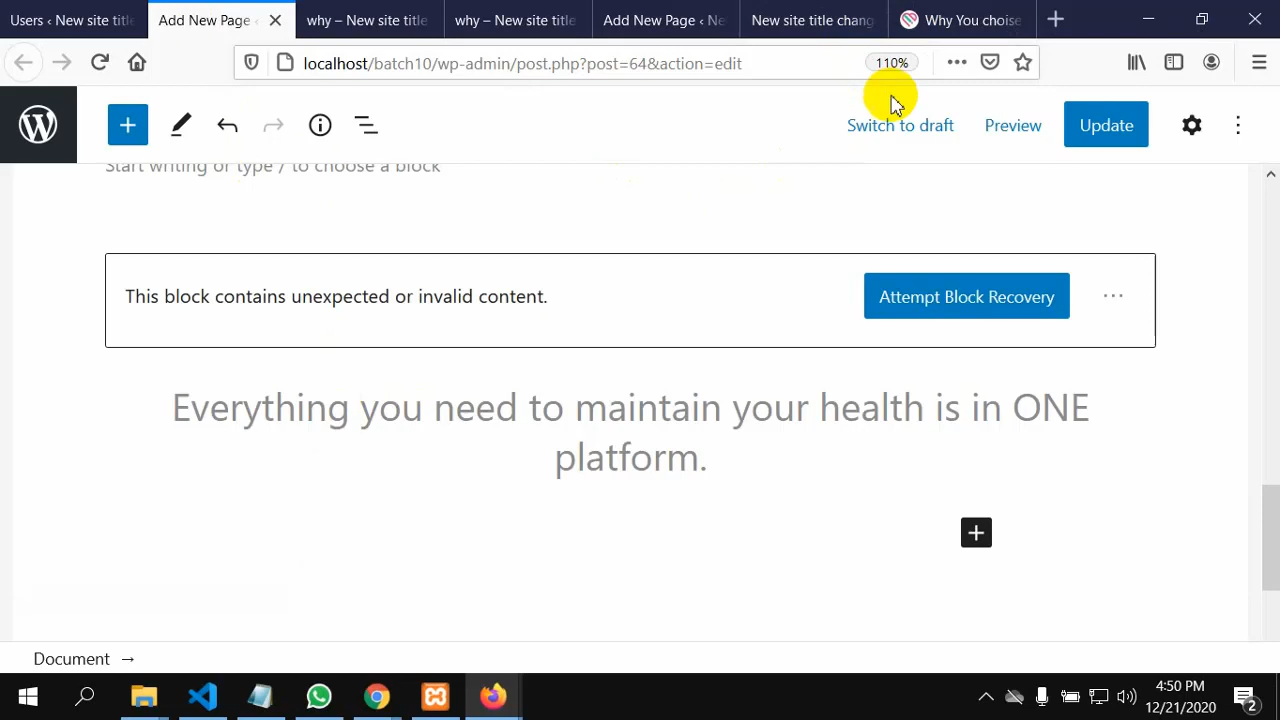 Users ‹ New site title
Add New Page ‹
why – New site title
why – New site title
Add New Page ‹ Ne
New site title chang
Why You choise
localhost/batch10/wp-admin/post.php?post=64&action=edit
110%
Switch to draft
Preview
Update
Start writing or type / to choose a block
This block contains unexpected or invalid content.
Attempt Block Recovery
Everything you need to maintain your health is in ONE
platform.
Document →
4:50 PM
12/21/2020
2